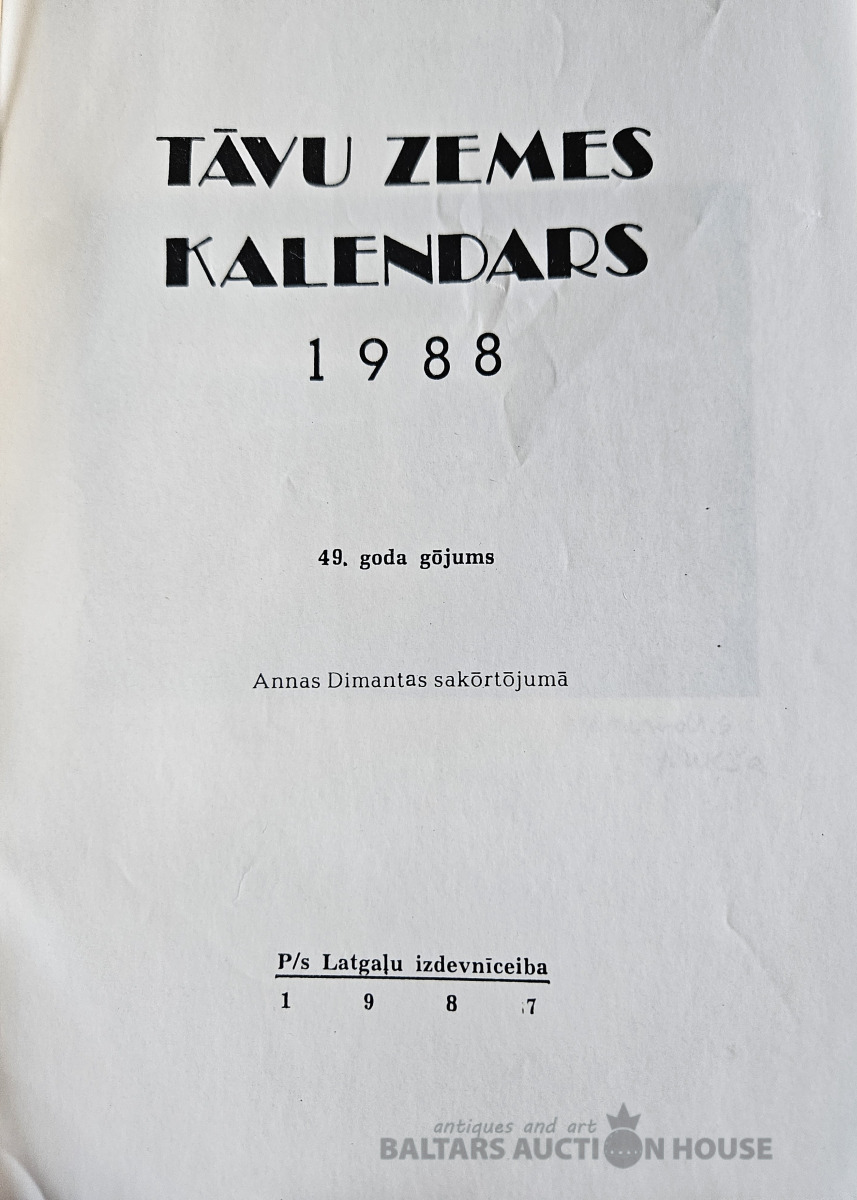 TĀVU ZEMES
KALENDARS
1988
49. goda gōjums
Annas Dimantas sakōrtōjumā
P/s Latgaļu izdevnīceiba
1 9 8 7
antiques and art
BALTARS AUCTION HOUSE